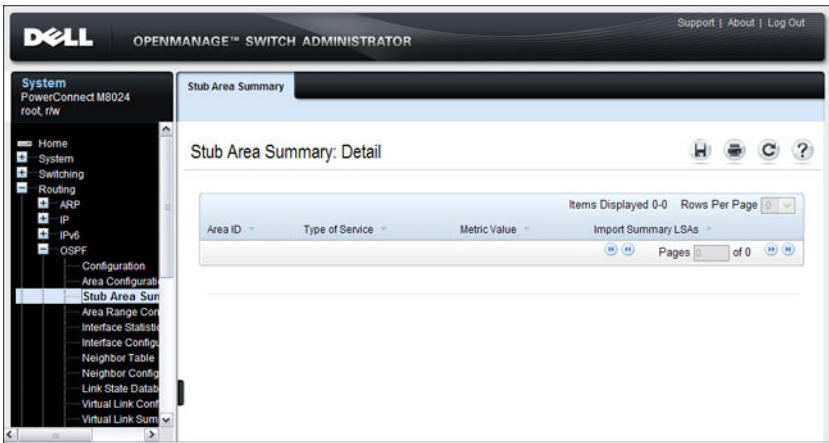 Support | About | Log Out
DELL
OPENMANAGE™ SWITCH ADMINISTRATOR
System
PowerConnect M8024
root, r/w
Stub Area Summary
Home
System
Switching
Routing
ARP
IP
IPv6
OSPF
Configuration
Area Configurati
Stub Area Sum
Area Range Con
Interface Statistic
Interface Configu
Neighbor Table
Neighbor Config
Link State Datab
Virtual Link Conf
Virtual Link Sum
Stub Area Summary: Detail
Items Displayed 0-0 Rows Per Page 0
Area ID Type of Service Metric Value Import Summary LSAs
Pages 0 of 0